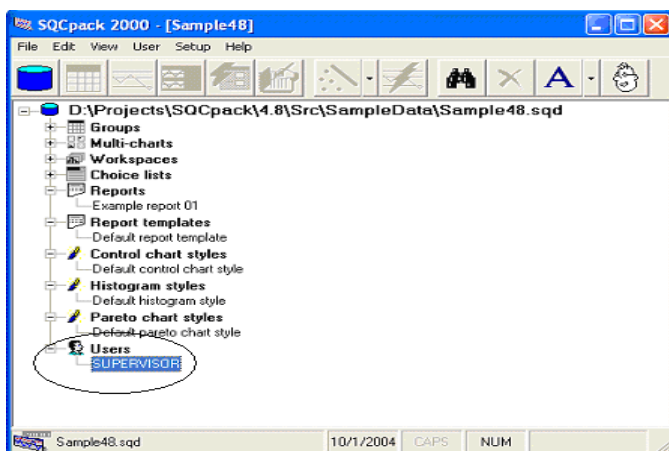 SQCpack 2000 - [Sample48]
File Edit View User Setup Help
A
D:\Projects\SQCpack\4.8\Src\SampleData\Sample48.sqd
Groups
Multi-charts
Workspaces
Choice lists
Reports
Example report 01
Report templates
Default report template
Control chart styles
Default control chart style
Histogram styles
Default histogram style
Pareto chart styles
Default pareto chart style
Users
SUPERVISOR
Sample48.sqd 10/1/2004 CAPS NUM